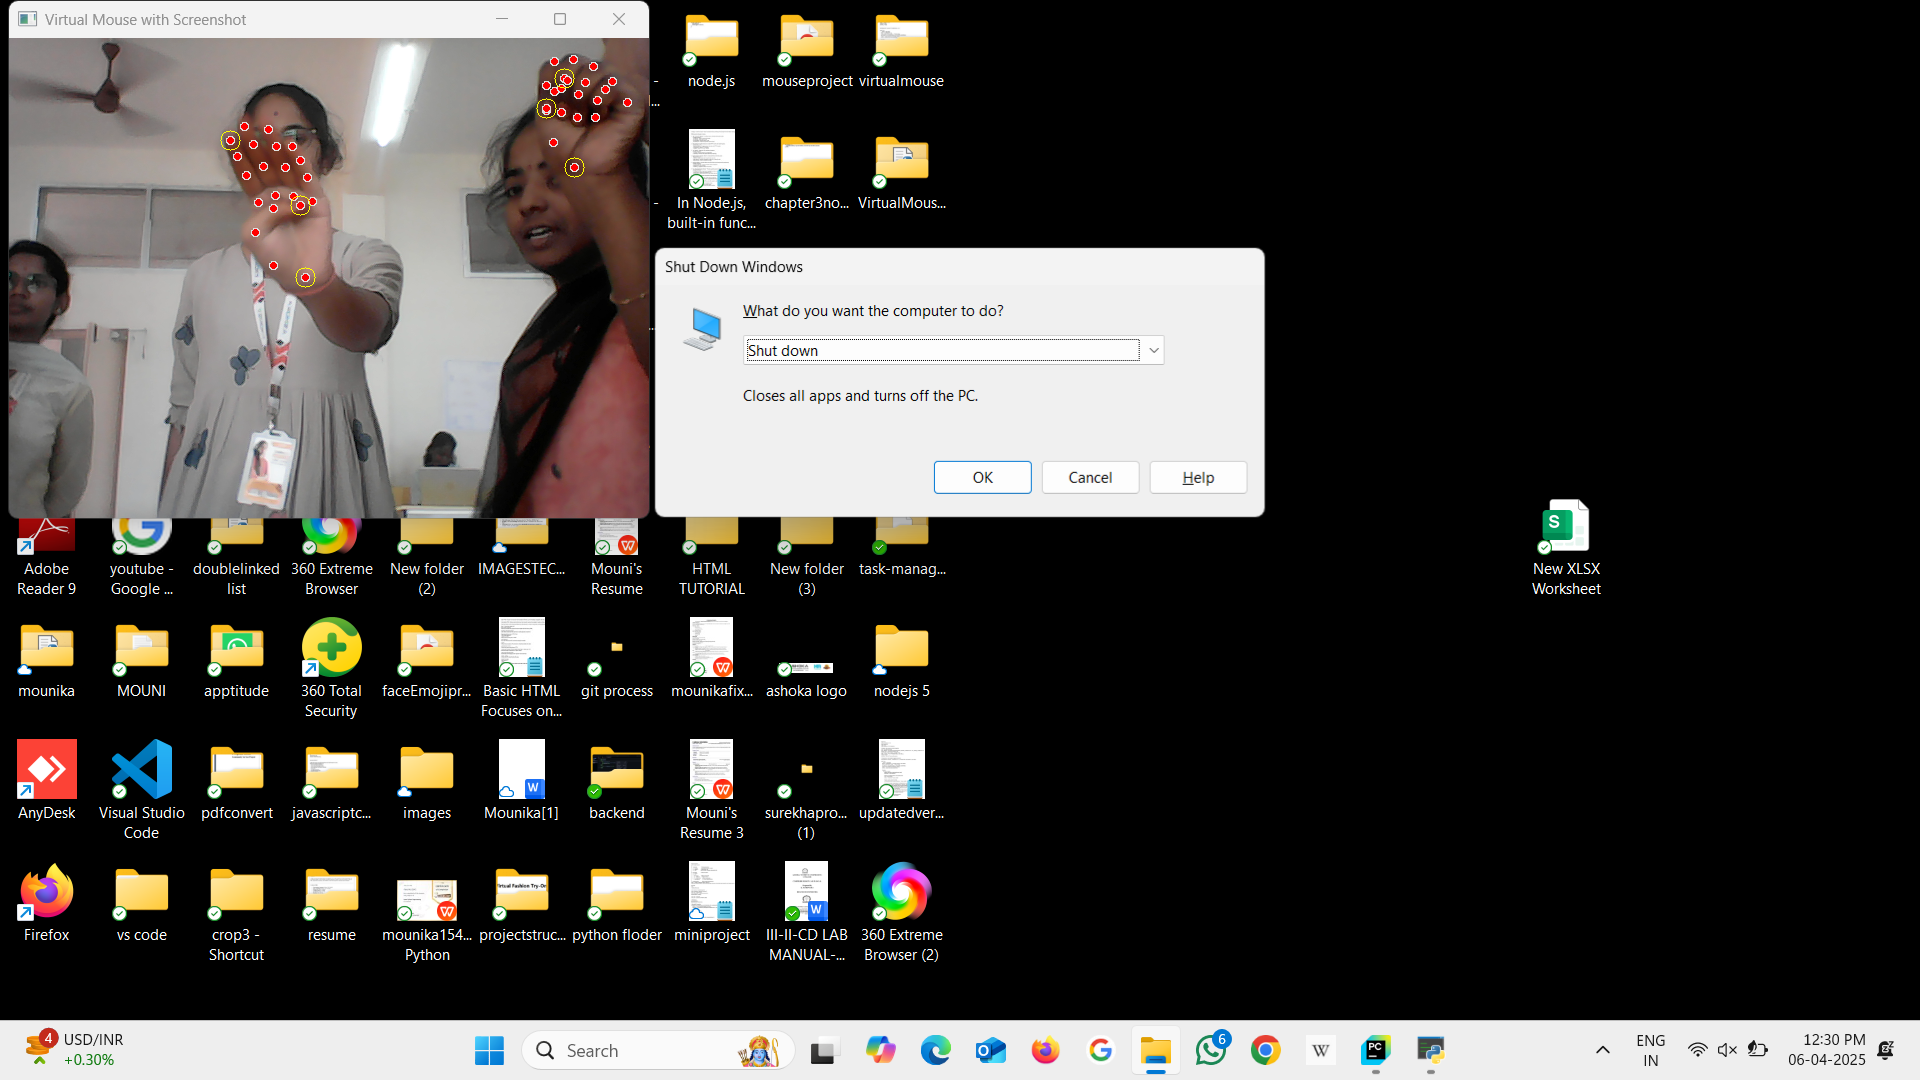 Virtual Mouse with Screenshot
node.js
mouseproject
virtualmouse
In Node.js,
built-in func...
chapter3no...
VirtualMous...
Shut Down Windows
What do you want the computer to do?
Shut down
Closes all apps and turns off the PC.
OK
Cancel
Help
New XLSX
Worksheet
Adobe
Reader 9
youtube -
Google ...
doublelinked
list
360 Extreme
Browser
New folder
(2)
IMAGESTEC...
Mouni's
Resume
HTML
TUTORIAL
New folder
(3)
task-manag...
mounika
MOUNI
apptitude
360 Total
Security
faceEmojipr...
Basic HTML
Focuses on...
git process
mounikafix...
ashoka logo
nodejs 5
AnyDesk
Visual Studio
Code
pdfconvert
javascriptc...
images
Mounika[1]
backend
Mouni's
Resume 3
surekhapro...
(1)
updatedver...
Firefox
vs code
crop3 -
Shortcut
resume
mounika154...
Python
projectstruc...
python floder
miniproject
III-II-CD LAB
MANUAL-...
360 Extreme
Browser (2)
4
USD/INR
+0.30%
Search
6
PC
ENG
IN
12:30 PM
06-04-2025